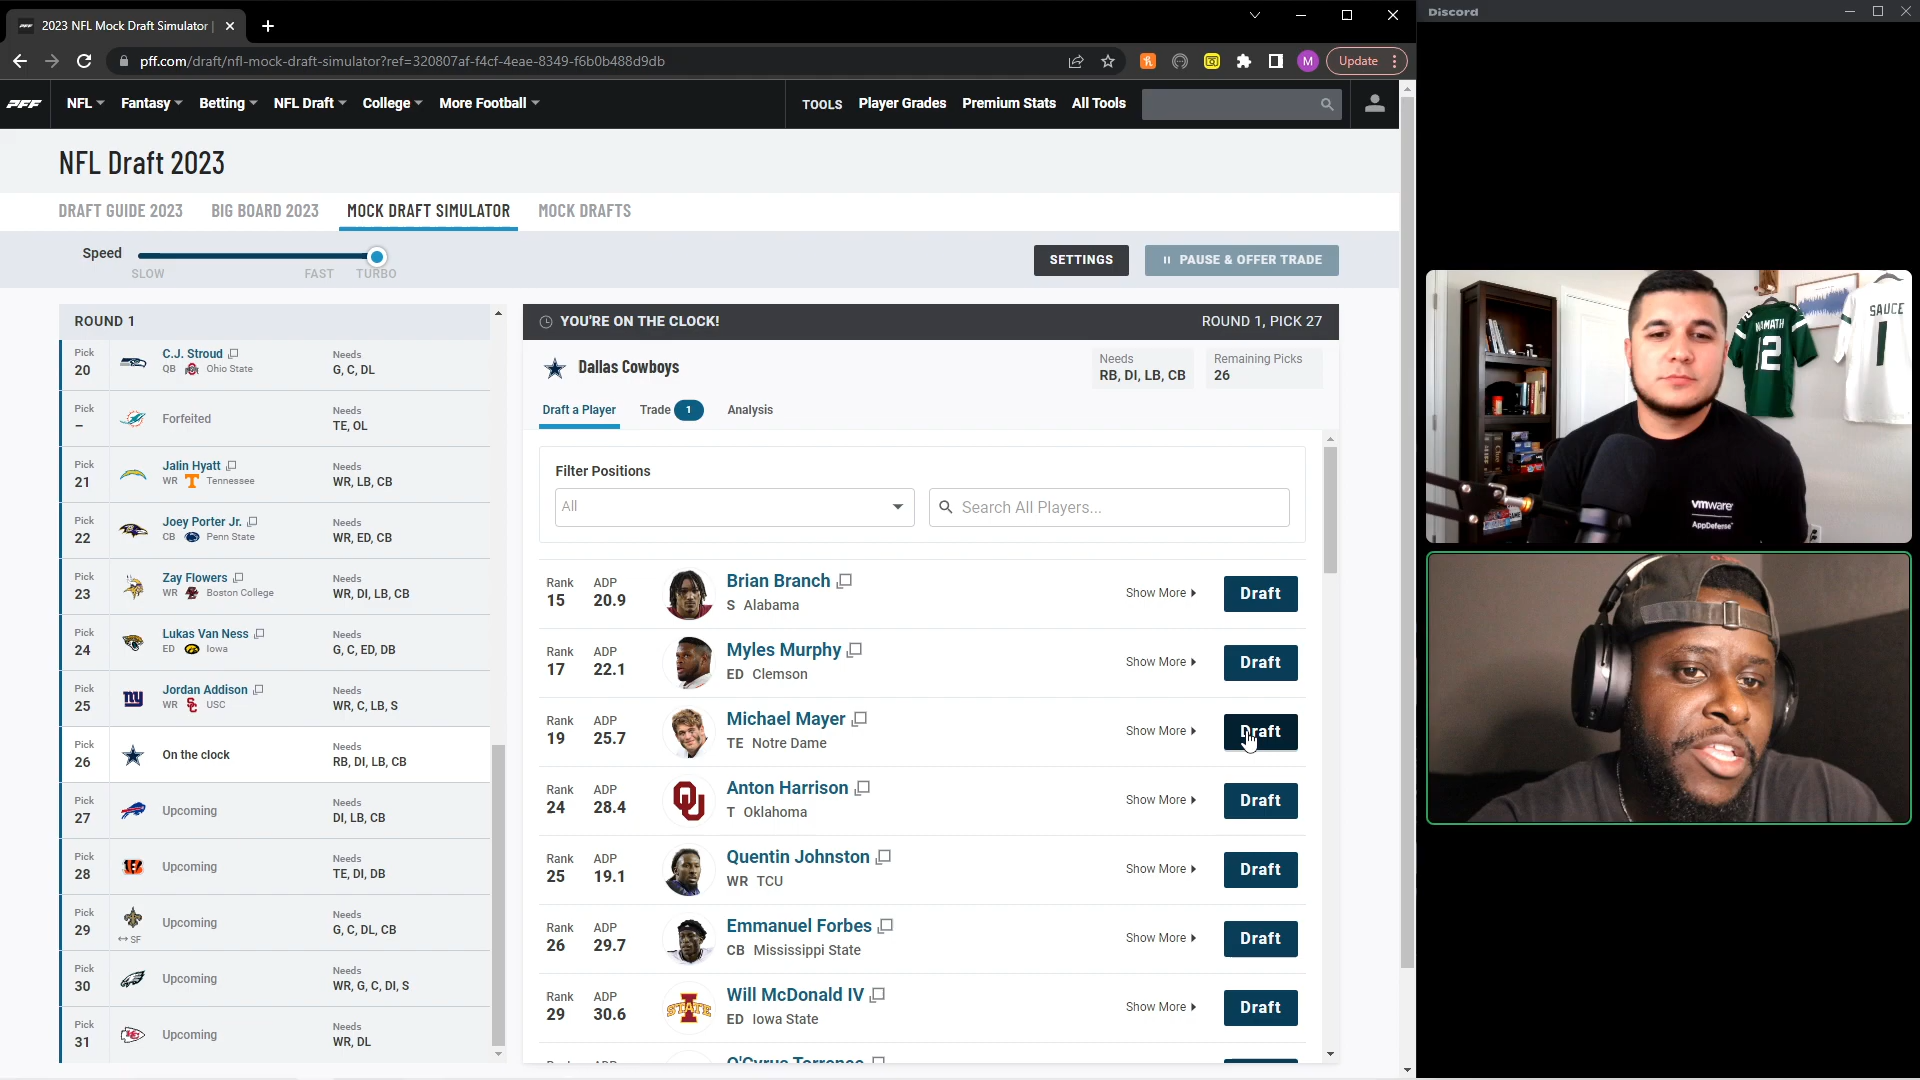 2023 NFL Mock Draft Simulator |
Discord
pff.com/draft/nfl-mock-draft-simulator?ref=320807af-f4cf-4eae-8349-f6b0b488d9db
M
Update
PFF
NFL
Fantasy
Betting
NFL Draft
College
More Football
TOOLS
Player Grades
Premium Stats
All Tools
NFL Draft 2023
DRAFT GUIDE 2023
BIG BOARD 2023
MOCK DRAFT SIMULATOR
MOCK DRAFTS
Speed
SLOW
FAST
TURBO
SETTINGS
PAUSE & OFFER TRADE
ROUND 1
Pick
20
C.J. Stroud
QB Ohio State
Needs
G, C, DL
Pick
–
Forfeited
Needs
TE, OL
Pick
21
Jalin Hyatt
WR Tennessee
Needs
WR, LB, CB
Pick
22
Joey Porter Jr.
CB Penn State
Needs
WR, ED, CB
Pick
23
Zay Flowers
WR Boston College
Needs
WR, DI, LB, CB
Pick
24
Lukas Van Ness
ED Iowa
Needs
G, C, ED, DB
Pick
25
ny
Jordan Addison
WR USC
Needs
WR, C, LB, S
Pick
26
On the clock
Needs
RB, DI, LB, CB
Pick
27
Upcoming
Needs
DI, LB, CB
Pick
28
Upcoming
Needs
TE, DI, DB
Pick
29
↔ SF
Upcoming
Needs
G, C, DL, CB
Pick
30
Upcoming
Needs
WR, G, C, DI, S
Pick
31
Upcoming
Needs
WR, DL
YOU'RE ON THE CLOCK!
ROUND 1, PICK 27
Dallas Cowboys
Needs
RB, DI, LB, CB
Remaining Picks
26
Draft a Player
Trade 1
Analysis
Filter Positions
All
Search All Players...
Rank
15
ADP
20.9
Brian Branch
S Alabama
Show More
Draft
Rank
17
ADP
22.1
Myles Murphy
ED Clemson
Show More
Draft
Rank
19
ADP
25.7
Michael Mayer
TE Notre Dame
Show More
Draft
Rank
24
ADP
28.4
Anton Harrison
T Oklahoma
Show More
Draft
Rank
25
ADP
19.1
Quentin Johnston
WR TCU
Show More
Draft
Rank
26
ADP
29.7
Emmanuel Forbes
CB Mississippi State
Show More
Draft
Rank
29
ADP
30.6
STATE
Will McDonald IV
ED Iowa State
Show More
Draft
O'Cyrus Torrence
NAMATH
12
SAUCE
1
vmware
AppDefense